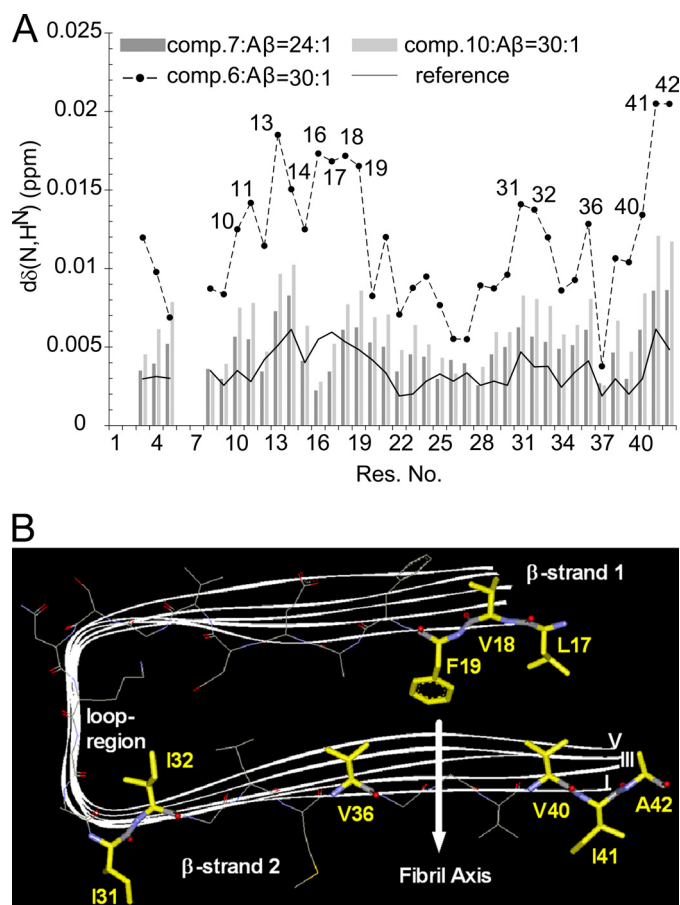 A
comp.7:Aβ=24:1
comp.10:Aβ=30:1
comp.6:Aβ=30:1
reference
dδ(N,Hᴺ) (ppm)
0.025
0.02
0.015
0.01
0.005
0
10
11
13
14
16
17
18
19
31
32
36
40
41
42
1 4 7 10 13 16 19 22 25 28 31 34 37 40
Res. No.
B
β-strand 1
V18
L17
F19
loop-
region
I32
V
III
I
V36
V40
A42
I41
β-strand 2
Fibril Axis
I31